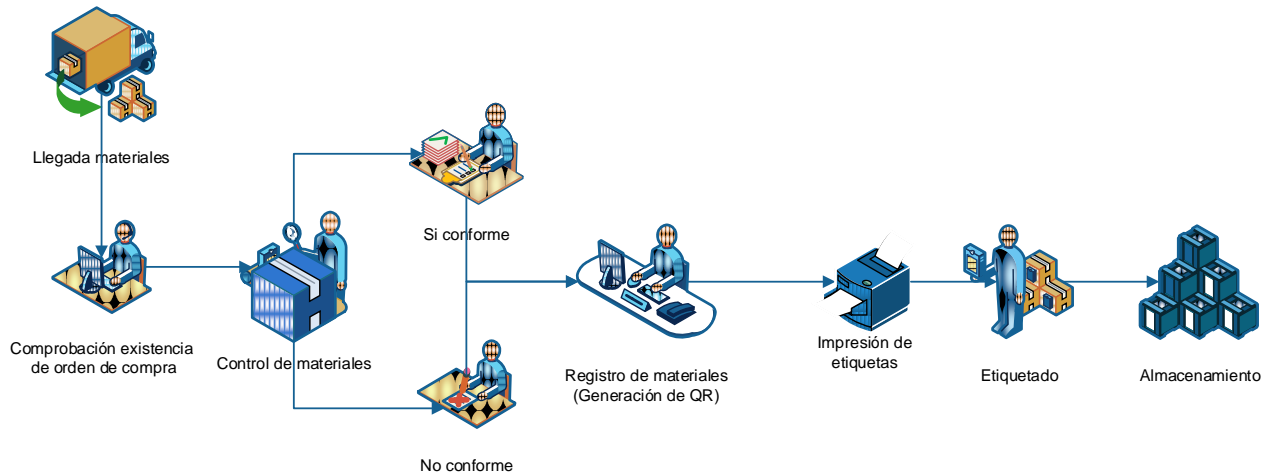 Llegada materiales
Comprobación existencia
de orden de compra
Control de materiales
Si conforme
No conforme
Registro de materiales
(Generación de QR)
Impresión de
etiquetas
Etiquetado
Almacenamiento